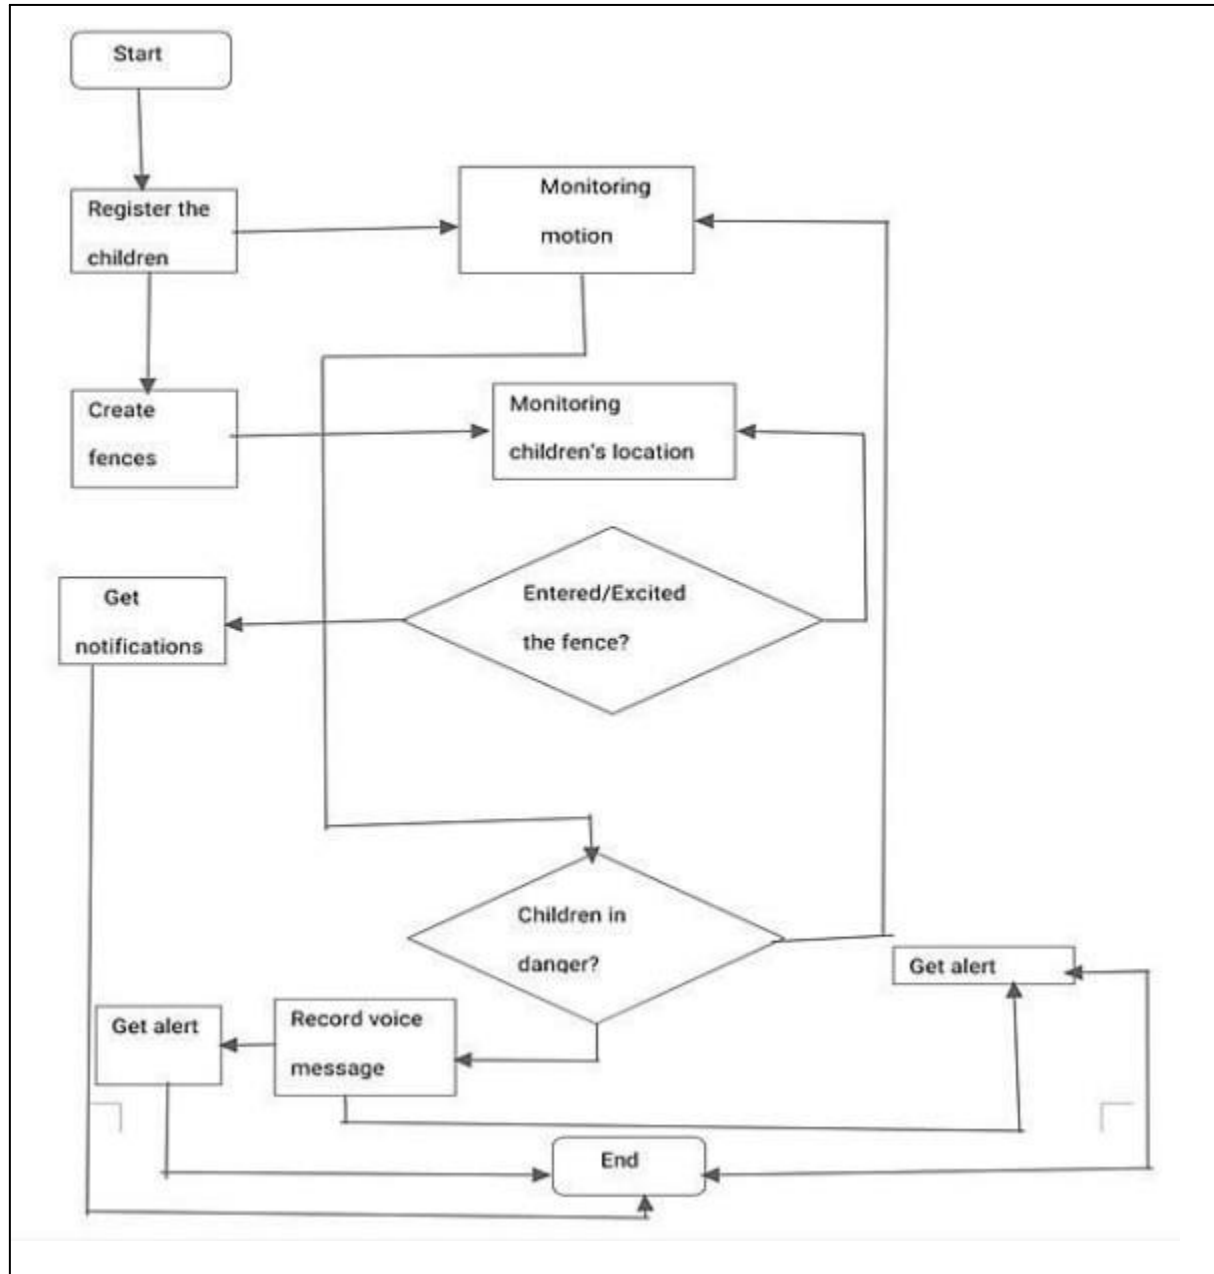 Start
Register the
children
Monitoring
motion
Create
fences
Monitoring
children's location
Get
notifications
Entered/Excited
the fence?
Children in
danger?
Get alert
Get alert
Record voice
message
End